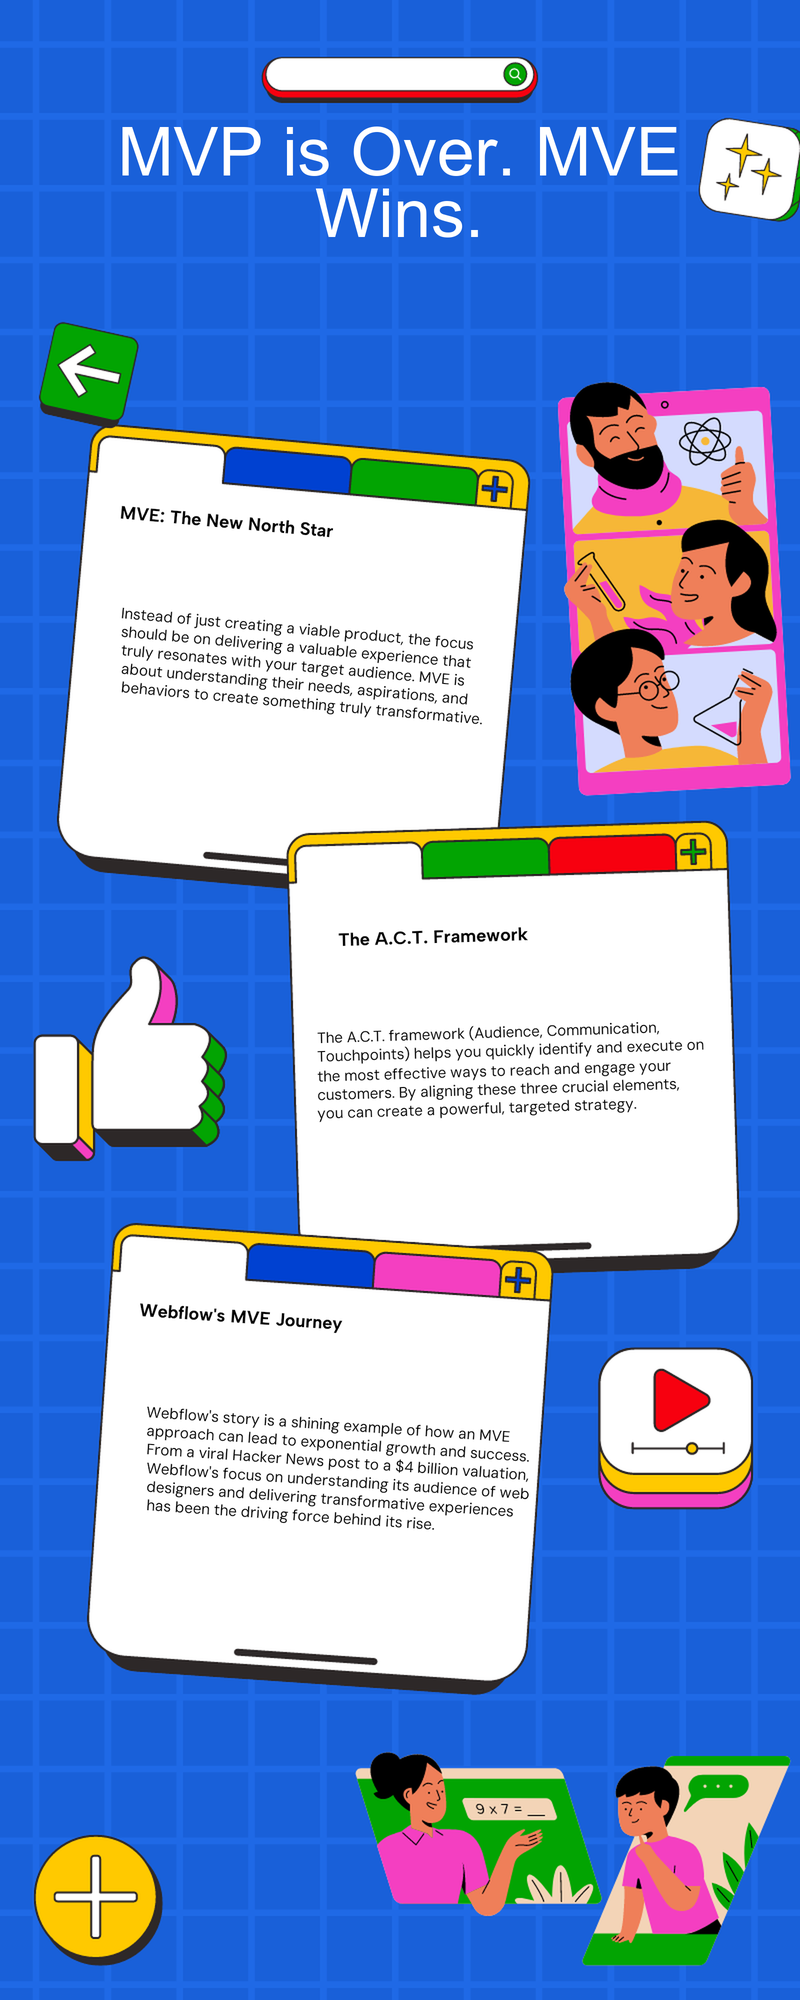 MVP is Over. MVE
Wins.
MVE: The New North Star
Instead of just creating a viable product, the focus
should be on delivering a valuable experience that
truly resonates with your target audience. MVE is
about understanding their needs, aspirations, and
behaviors to create something truly transformative.
The A.C.T. Framework
The A.C.T. framework (Audience, Communication,
Touchpoints) helps you quickly identify and execute on
the most effective ways to reach and engage your
customers. By aligning these three crucial elements,
you can create a powerful, targeted strategy.
Webflow's MVE Journey
Webflow's story is a shining example of how an MVE
approach can lead to exponential growth and success.
From a viral Hacker News post to a $4 billion valuation,
Webflow's focus on understanding its audience of web
designers and delivering transformative experiences
has been the driving force behind its rise.
9 x 7 = __